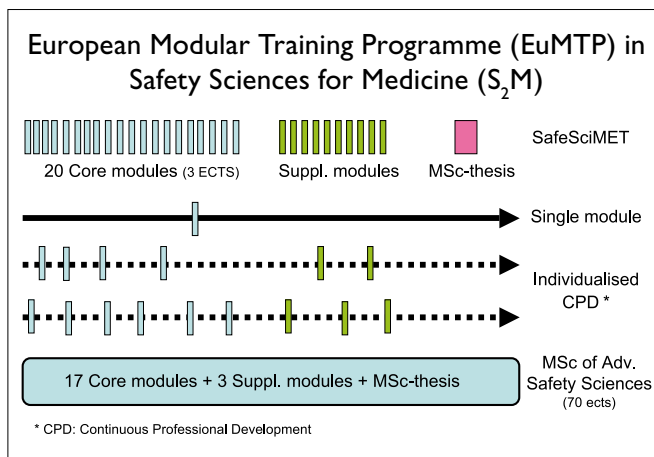 European Modular Training Programme (EuMTP) in
Safety Sciences for Medicine (S₂M)
SafeSciMET
20 Core modules (3 ECTS)
Suppl. modules
MSc-thesis
Single module
Individualised
CPD *
17 Core modules + 3 Suppl. modules + MSc-thesis
MSc of Adv.
Safety Sciences
(70 ects)
* CPD: Continuous Professional Development